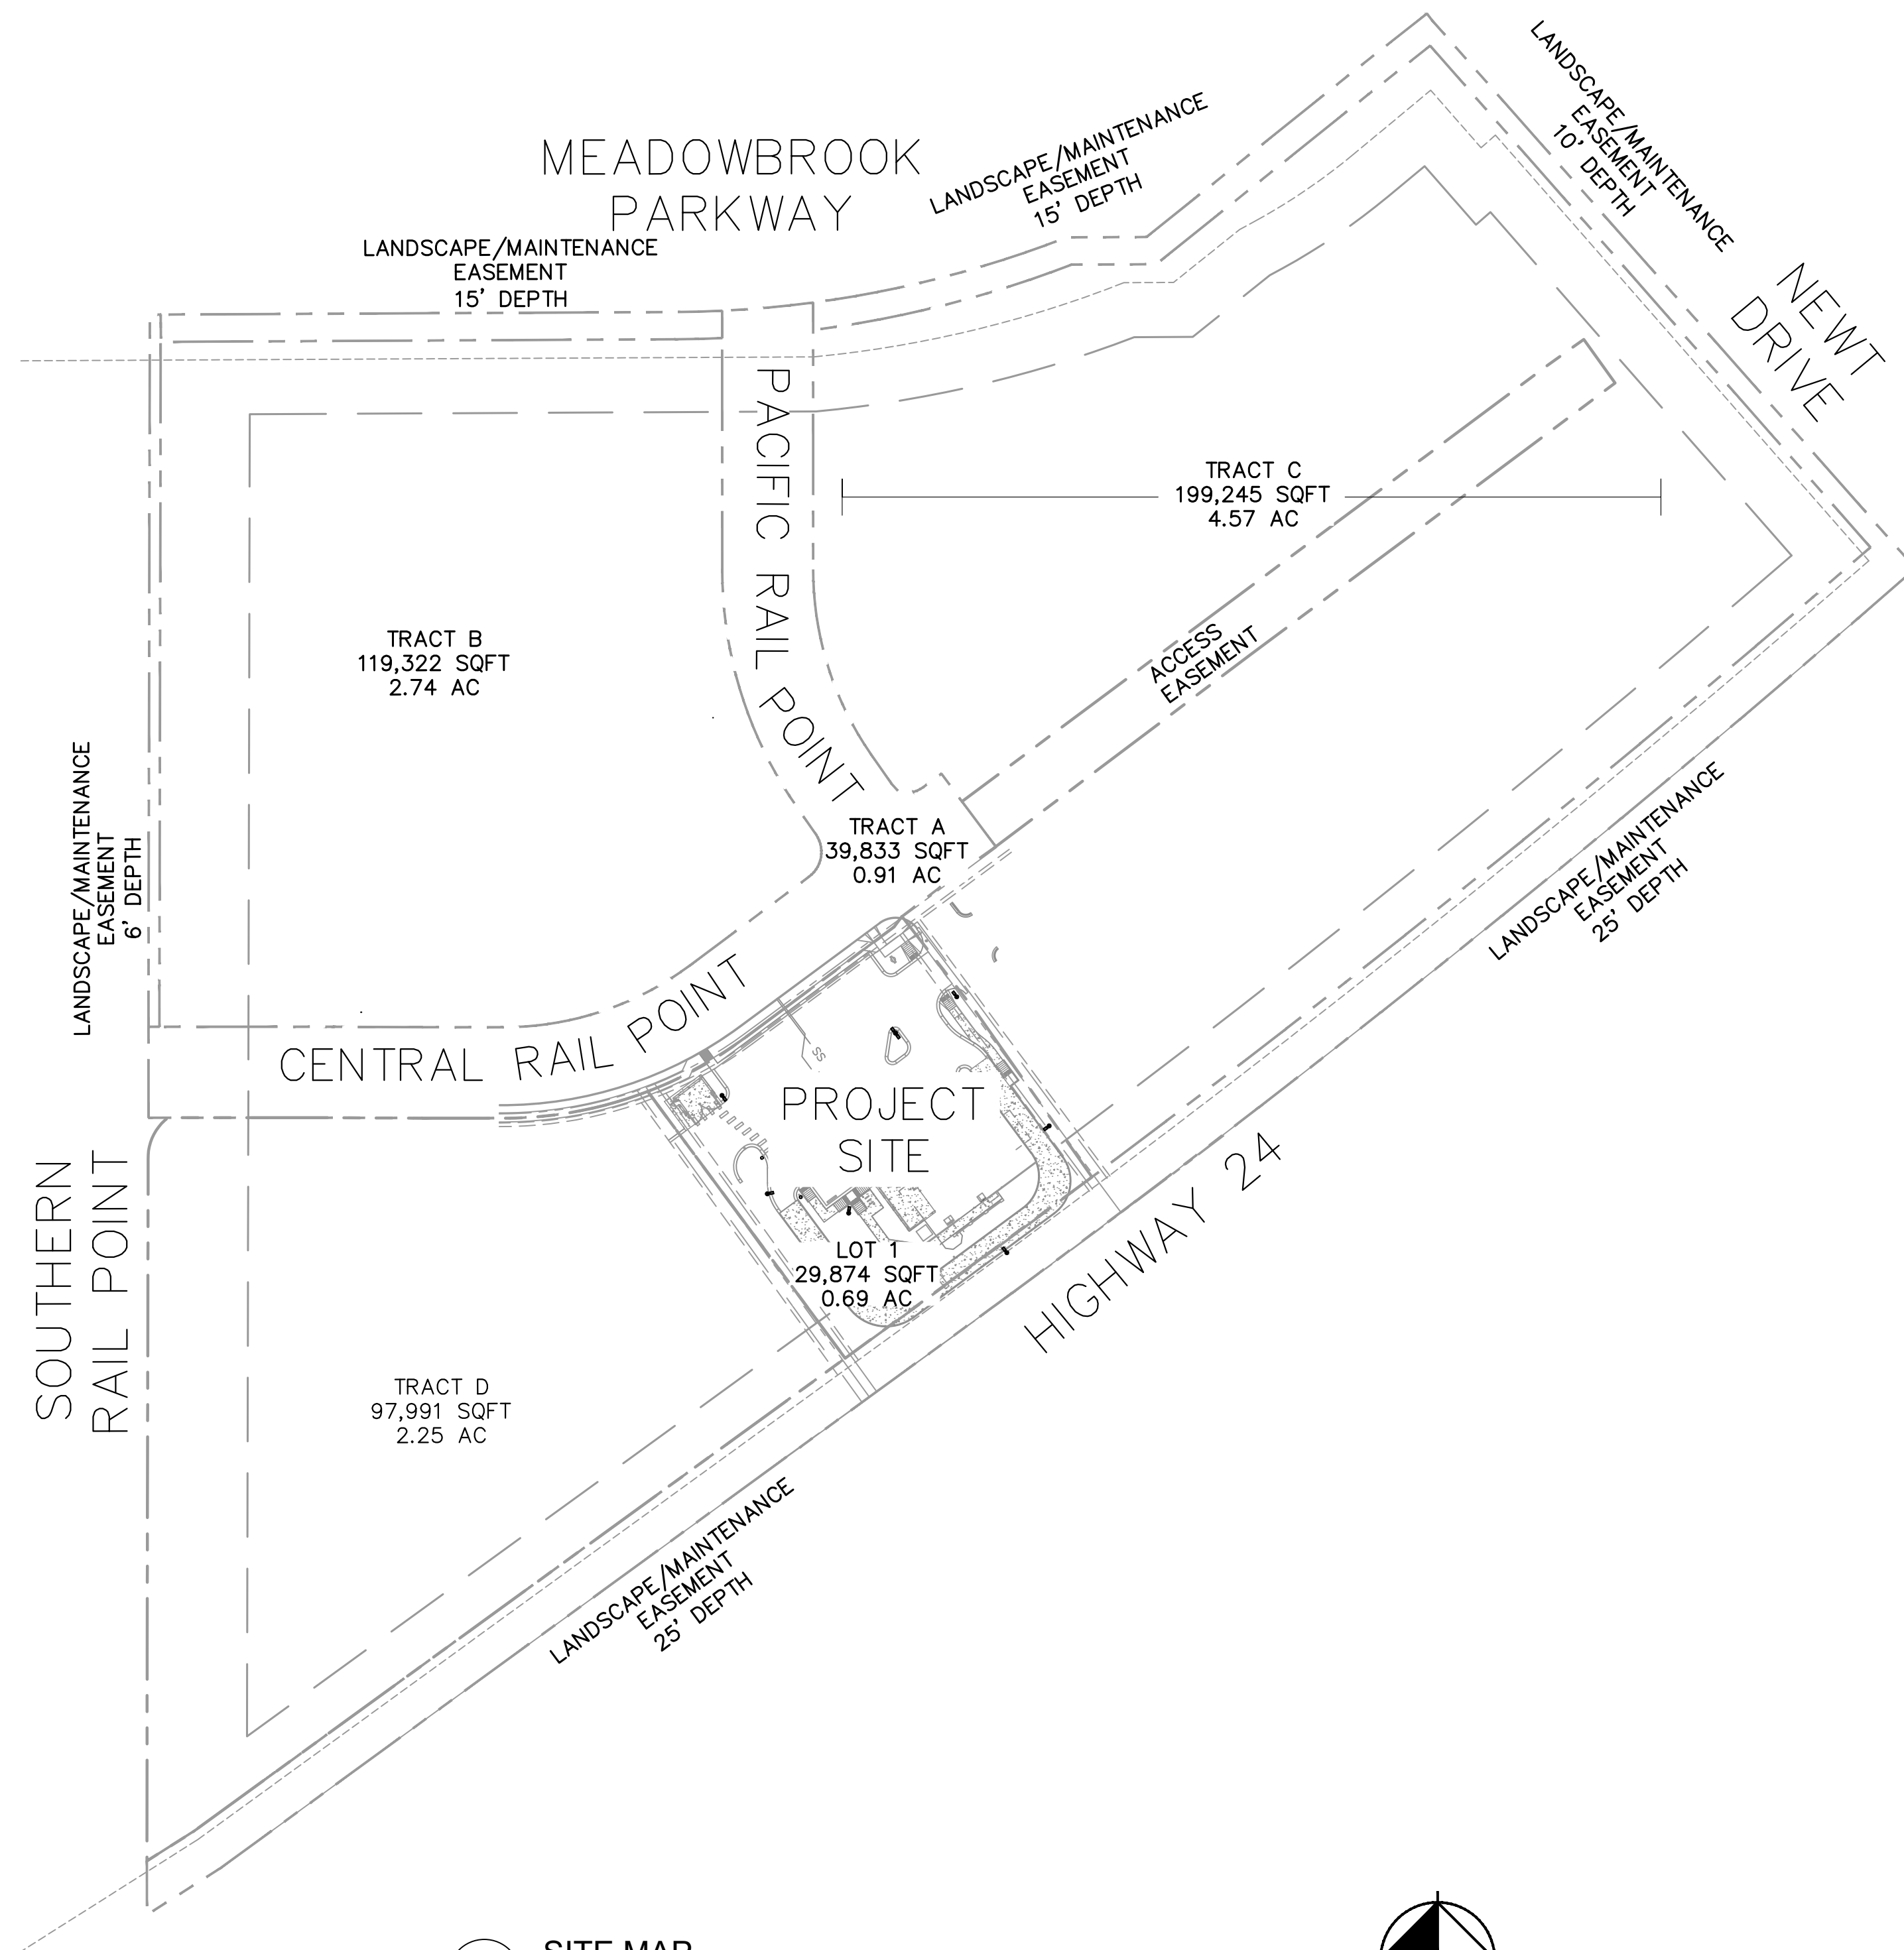 LANDSCAPE/MAINTENANCE
EASEMENT
10' DEPTH
LANDSCAPE/MAINTENANCE
EASEMENT
15' DEPTH
MEADOWBROOK
PARKWAY
LANDSCAPE/MAINTENANCE
EASEMENT
15' DEPTH
NEWT
DRIVE
PACIFIC RAIL POINT
TRACT C
199,245 SQFT
4.57 AC
TRACT B
119,322 SQFT
2.74 AC
ACCESS
EASEMENT
LANDSCAPE/MAINTENANCE
EASEMENT
6' DEPTH
TRACT A
39,833 SQFT
0.91 AC
LANDSCAPE/MAINTENANCE
EASEMENT
25' DEPTH
CENTRAL RAIL POINT
SS
PROJECT
SITE
SOUTHERN
RAIL POINT
HIGHWAY 24
LOT 1
29,874 SQFT
0.69 AC
TRACT D
97,991 SQFT
2.25 AC
LANDSCAPE/MAINTENANCE
EASEMENT
25' DEPTH
SITE MAP